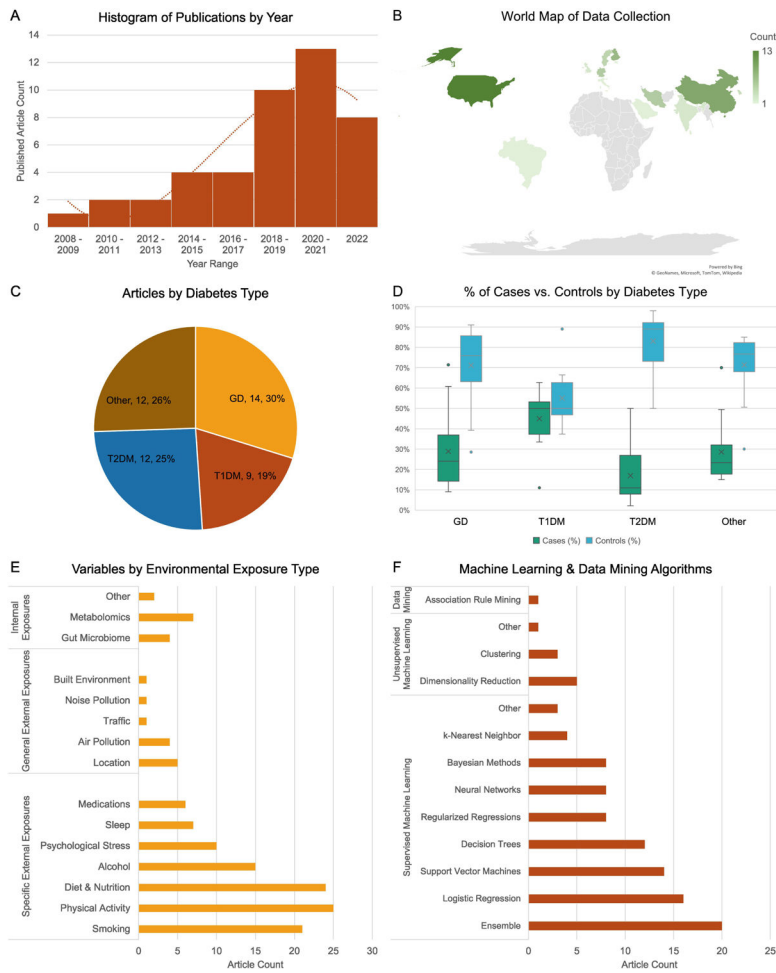 A
Histogram of Publications by Year
14
12
10
8
6
4
2
0
Published Article Count
2008 - 2009
2010 - 2011
2012 - 2013
2014 - 2015
2016 - 2017
2018 - 2019
2020 - 2021
2022
Year Range
B
World Map of Data Collection
Count
13
1
Powered by Bing
© GeoNames, Microsoft, TomTom, Wikipedia
C
Articles by Diabetes Type
Other, 12, 26%
GD, 14, 30%
T2DM, 12, 25%
T1DM, 9, 19%
D
% of Cases vs. Controls by Diabetes Type
100%
90%
80%
70%
60%
50%
40%
30%
20%
10%
0%
GD
T1DM
T2DM
Other
Cases (%)
Controls (%)
E
Variables by Environmental Exposure Type
Internal Exposures
Other
Metabolomics
Gut Microbiome
General External Exposures
Built Environment
Noise Pollution
Traffic
Air Pollution
Location
Specific External Exposures
Medications
Sleep
Psychological Stress
Alcohol
Diet & Nutrition
Physical Activity
Smoking
0 5 10 15 20 25 30
Article Count
F
Machine Learning & Data Mining Algorithms
Data Mining
Association Rule Mining
Unsupervised Machine Learning
Other
Clustering
Dimensionality Reduction
Supervised Machine Learning
Other
k-Nearest Neighbor
Bayesian Methods
Neural Networks
Regularized Regressions
Decision Trees
Support Vector Machines
Logistic Regression
Ensemble
0 5 10 15 20 25
Article Count